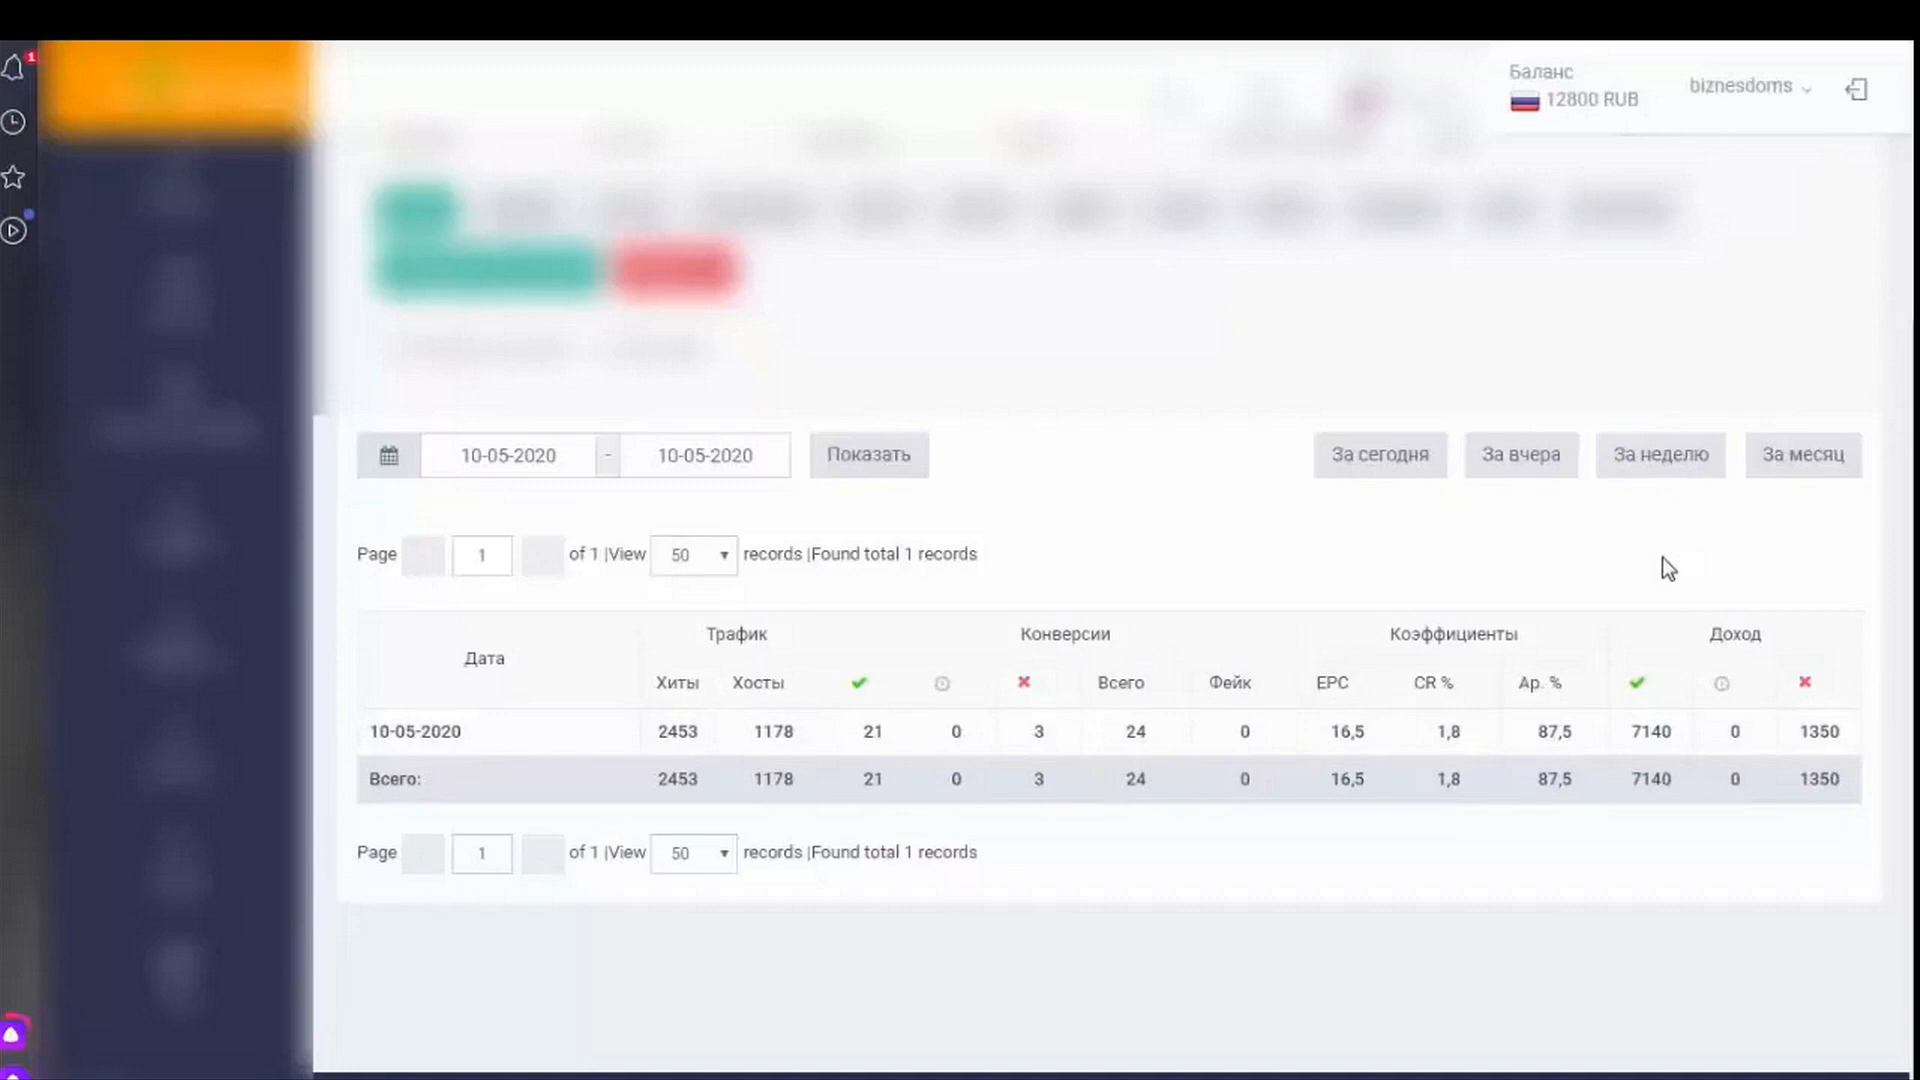 1
Баланс
12800 RUB
biznesdoms
10-05-2020 - 10-05-2020 Показать За сегодня За вчера За неделю За месяц
Page 1 of 1 |View 50 records |Found total 1 records
Дата Трафик Конверсии Коэффициенты Доход
Хиты Хосты Всего Фейк EPC CR % Ap. %
10-05-2020 2453 1178 21 0 3 24 0 16,5 1,8 87,5 7140 0 1350
Всего: 2453 1178 21 0 3 24 0 16,5 1,8 87,5 7140 0 1350
Page 1 of 1 |View 50 records |Found total 1 records